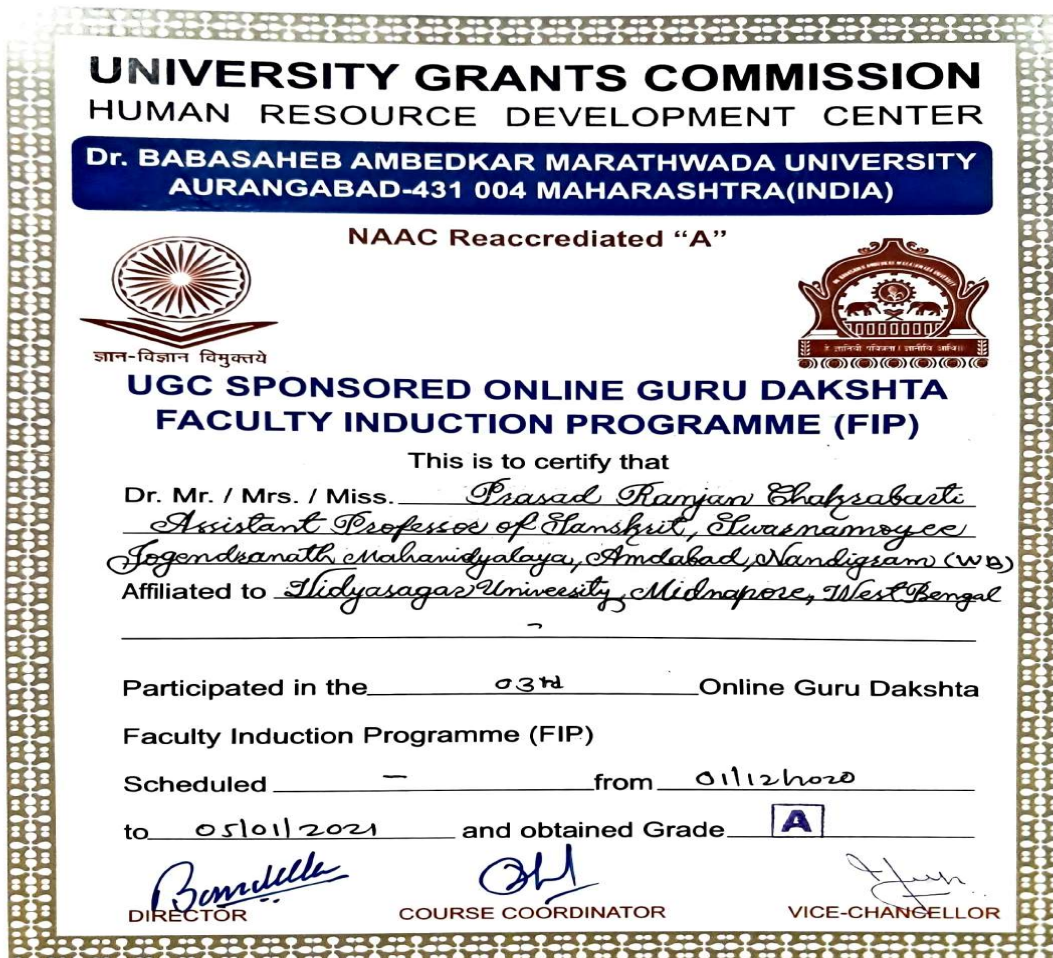 UNIVERSITY GRANTS COMMISSION
HUMAN RESOURCE DEVELOPMENT CENTER
Dr. BABASAHEB AMBEDKAR MARATHWADA UNIVERSITY
AURANGABAD-431 004 MAHARASHTRA(INDIA)
NAAC Reaccrediated “A”
ज्ञान-विज्ञान विमुक्तये
UGC SPONSORED ONLINE GURU DAKSHTA
FACULTY INDUCTION PROGRAMME (FIP)
This is to certify that
Dr. Mr. / Mrs. / Miss. Prasad Ranjan Chakrabarti
Assistant Professor of Sanskrit, Swarnamoyee
Jogendranath Mahavidyalaya, Amdabad, Nandigram (WB)
Affiliated to Vidyasagar University, Midnapore, West Bengal
Participated in the 03rd Online Guru Dakshta
Faculty Induction Programme (FIP)
Scheduled — from 01/12/2020
to 05/01/2021 and obtained Grade A
DIRECTOR COURSE COORDINATOR VICE-CHANCELLOR